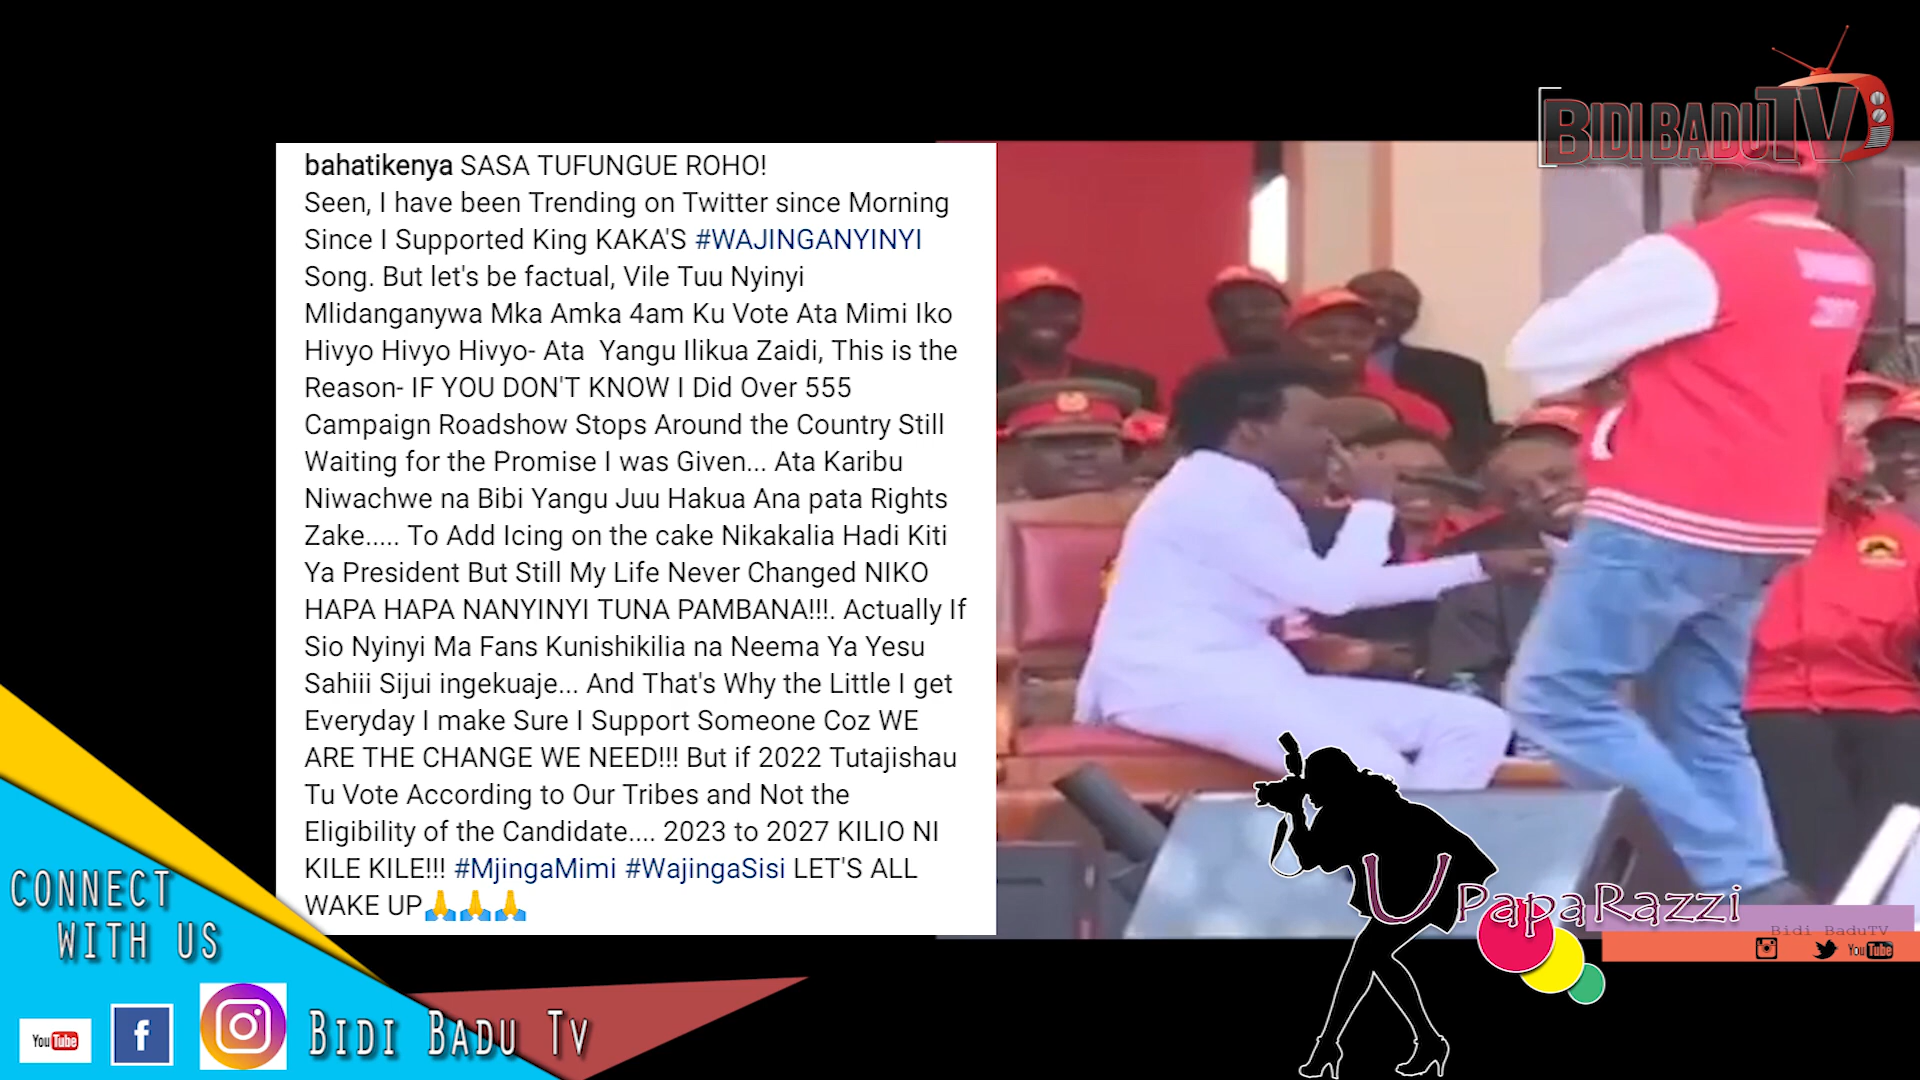 BIDI BADU TV
bahatikenya SASA TUFUNGUE ROHO!
Seen, I have been Trending on Twitter since Morning
Since I Supported King KAKA'S #WAJINGANYINYI
Song. But let's be factual, Vile Tuu Nyinyi
Mlidanganywa Mka Amka 4am Ku Vote Ata Mimi Iko
Hivyo Hivyo Hivyo- Ata  Yangu Ilikua Zaidi, This is the
Reason- IF YOU DON'T KNOW I Did Over 555
Campaign Roadshow Stops Around the Country Still
Waiting for the Promise I was Given... Ata Karibu
Niwachwe na Bibi Yangu Juu Hakua Ana pata Rights
Zake..... To Add Icing on the cake Nikakalia Hadi Kiti
Ya President But Still My Life Never Changed NIKO
HAPA HAPA NANYINYI TUNA PAMBANA!!!. Actually If
Sio Nyinyi Ma Fans Kunishikilia na Neema Ya Yesu
Sahiii Sijui ingekuaje... And That's Why the Little I get
Everyday I make Sure I Support Someone Coz WE
ARE THE CHANGE WE NEED!!! But if 2022 Tutajishau
Tu Vote According to Our Tribes and Not the
Eligibility of the Candidate.... 2023 to 2027 KILIO NI
KILE KILE!!! #MjingaMimi #WajingaSisi LET'S ALL
WAKE UP🙏🙏🙏
CONNECT
WITH US
YouTube
f
BIDI BADU TV
U PapaRazzi
Bidi BaduTV
YouTube